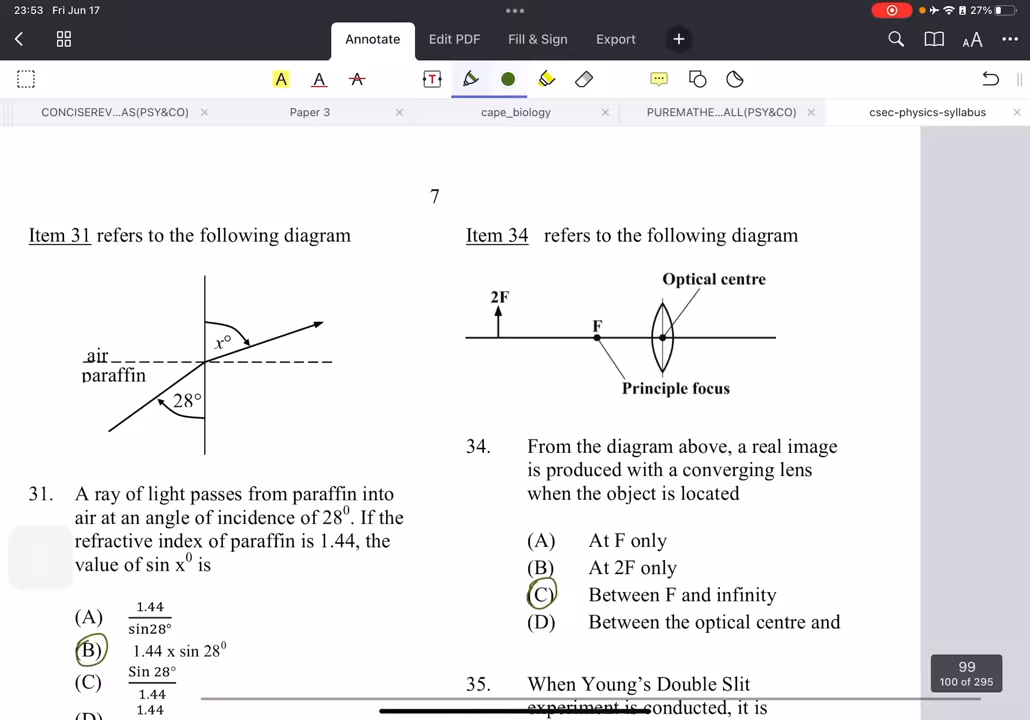 23:53 Fri Jun 17
27%
Annotate
Edit PDF
Fill & Sign
Export
+
AA
A A A T
CONCISEREV...AS(PSY&CO) ×
Paper 3 ×
cape_biology ×
PUREMATHE...ALL(PSY&CO) ×
csec-physics-syllabus ×
7
Item 31 refers to the following diagram
x°
air
paraffin
28°
31. A ray of light passes from paraffin into
air at an angle of incidence of 28⁰. If the
refractive index of paraffin is 1.44, the
value of sin x⁰ is
(A) 1.44
sin28°
(B) 1.44 x sin 28⁰
(C) Sin 28°
1.44
(D) 1.44
Item 34 refers to the following diagram
Optical centre
2F
F
Principle focus
34. From the diagram above, a real image
is produced with a converging lens
when the object is located
(A) At F only
(B) At 2F only
(C) Between F and infinity
(D) Between the optical centre and
35. When Young's Double Slit
experiment is conducted, it is
99
100 of 295